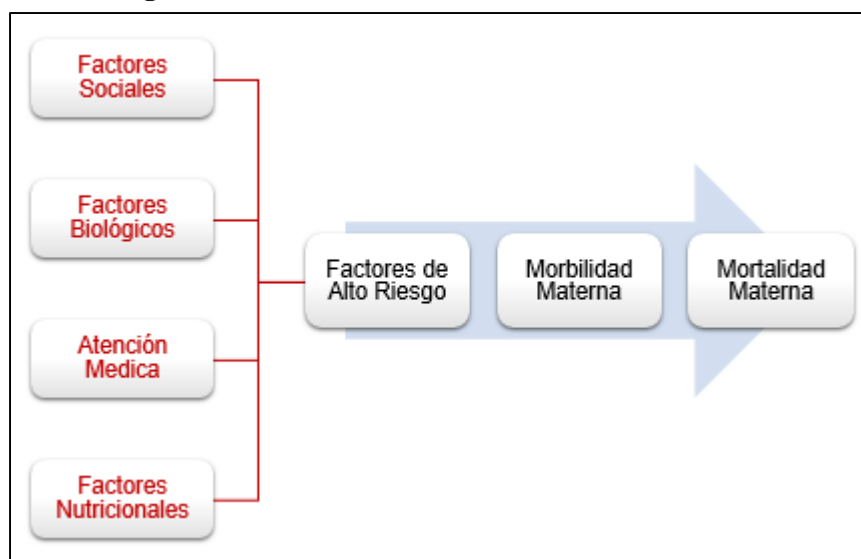 Factores
Sociales
Factores
Biológicos
Atención
Medica
Factores
Nutricionales
Factores de
Alto Riesgo
Morbilidad
Materna
Mortalidad
Materna